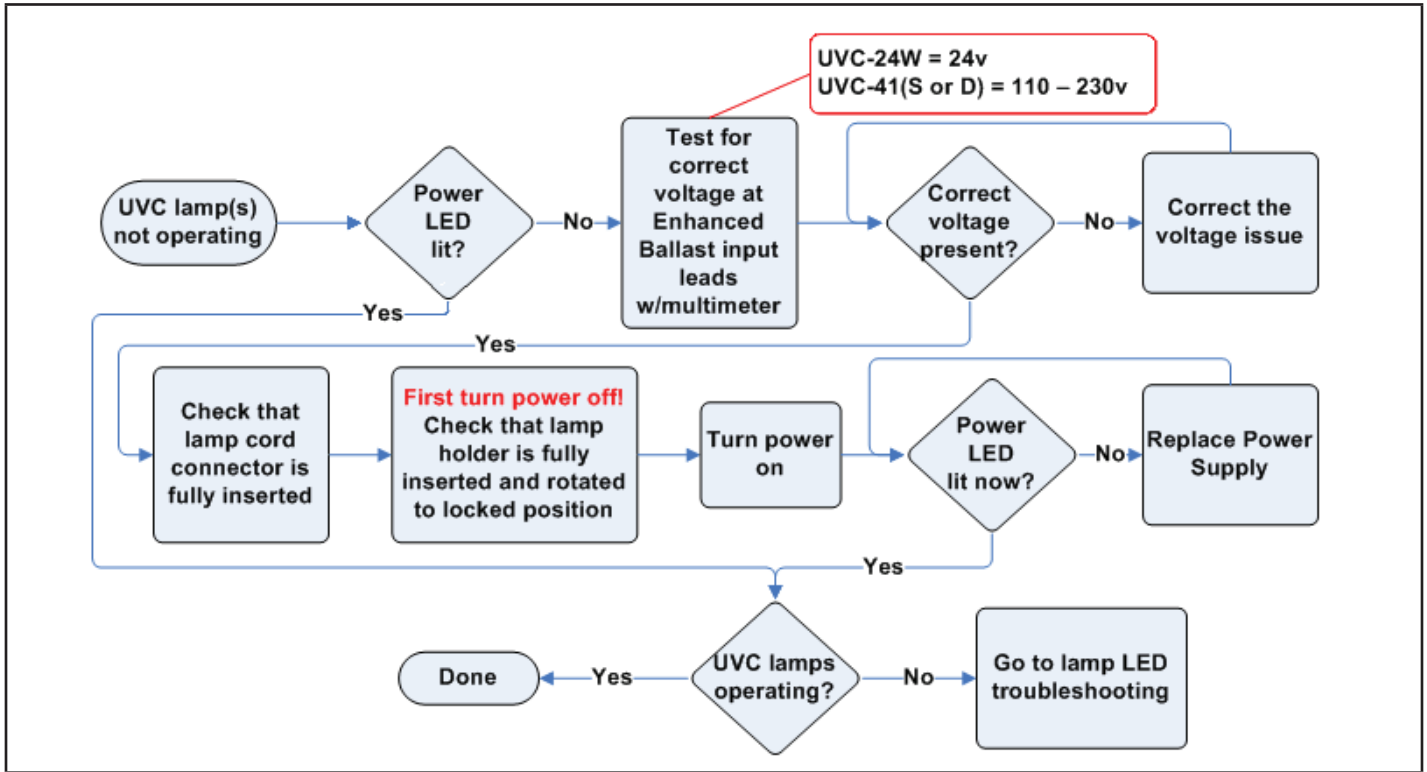 UVC-24W = 24v
UVC-41(S or D) = 110 – 230v
UVC lamp(s)
not operating
Power
LED
lit?
No
Test for
correct
voltage at
Enhanced
Ballast input
leads
w/multimeter
Correct
voltage
present?
No
Correct the
voltage issue
Yes
Yes
Check that
lamp cord
connector is
fully inserted
First turn power off!
Check that lamp
holder is fully
inserted and rotated
to locked position
Turn power
on
Power
LED
lit now?
No
Replace Power
Supply
Yes
UVC lamps
operating?
Yes
Done
No
Go to lamp LED
troubleshooting